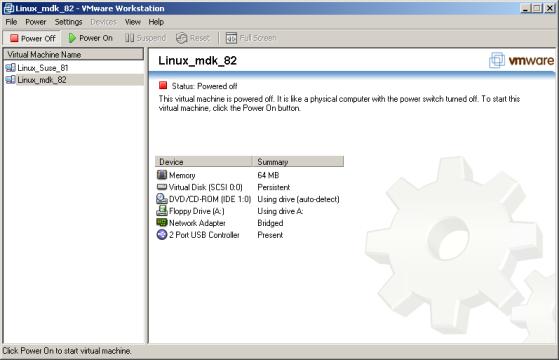 Linux_mdk_82 - VMware Workstation
File Power Settings Devices View Help
Power Off Power On Suspend Reset Full Screen
Virtual Machine Name
Linux_Suse_81
Linux_mdk_82
Linux_mdk_82
vmware
Status: Powered off
This virtual machine is powered off. It is like a physical computer with the power switch turned off. To start this
virtual machine, click the Power On button.
Device Summary
Memory 64 MB
Virtual Disk (SCSI 0:0) Persistent
DVD/CD-ROM (IDE 1:0) Using drive (auto-detect)
Floppy Drive (A:) Using drive A:
Network Adapter Bridged
2 Port USB Controller Present
Click Power On to start virtual machine.